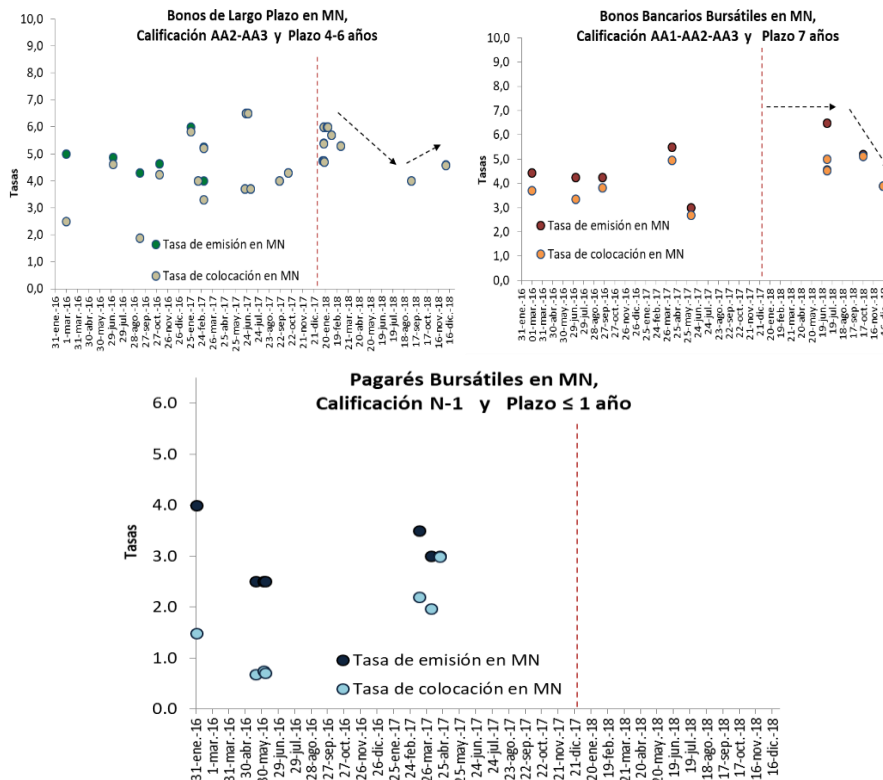 Bonos de Largo Plazo en MN,
Calificación AA2-AA3 y Plazo 4-6 años
10,0
9,0
8,0
7,0
6,0
5,0
4,0
3,0
2,0
1,0
0,0
Tasas
Tasa de emisión en MN
Tasa de colocación en MN
31-ene.-16
1-mar.-16
31-mar.-16
30-abr.-16
30-may.-16
29-jun.-16
29-jul.-16
28-ago.-16
27-sep.-16
27-oct.-16
26-nov.-16
26-dic.-16
25-ene.-17
24-feb.-17
26-mar.-17
25-abr.-17
25-may.-17
24-jun.-17
24-jul.-17
23-ago.-17
22-sep.-17
22-oct.-17
21-nov.-17
21-dic.-17
20-ene.-18
19-feb.-18
21-mar.-18
20-abr.-18
20-may.-18
19-jun.-18
19-jul.-18
18-ago.-18
17-sep.-18
17-oct.-18
16-nov.-18
16-dic.-18
Bonos Bancarios Bursátiles en MN,
Calificación AA1-AA2-AA3 y Plazo 7 años
10,0
9,0
8,0
7,0
6,0
5,0
4,0
3,0
2,0
1,0
0,0
Tasas
Tasa de emisión en MN
Tasa de colocación en MN
31-ene.-16
01-mar.-16
31-mar.-16
30-abr.-16
30-may.-16
29-jun.-16
29-jul.-16
28-ago.-16
27-sep.-16
27-oct.-16
26-nov.-16
26-dic.-16
25-ene.-17
24-feb.-17
26-mar.-17
25-abr.-17
25-may.-17
24-jun.-17
24-jul.-17
23-ago.-17
22-sep.-17
22-oct.-17
21-nov.-17
21-dic.-17
20-ene.-18
19-feb.-18
21-mar.-18
20-abr.-18
20-may.-18
19-jun.-18
19-jul.-18
18-ago.-18
17-sep.-18
17-oct.-18
16-nov.-18
Pagarés Bursátiles en MN,
Calificación N-1 y Plazo ≤ 1 año
6.0
5.0
4.0
3.0
2.0
1.0
0.0
Tasas
Tasa de emisión en MN
Tasa de colocación en MN
31-ene.-16
1-mar.-16
31-mar.-16
30-abr.-16
30-may.-16
29-jun.-16
29-jul.-16
28-ago.-16
27-sep.-16
27-oct.-16
26-nov.-16
26-dic.-16
25-ene.-17
24-feb.-17
26-mar.-17
25-abr.-17
25-may.-17
24-jun.-17
24-jul.-17
23-ago.-17
22-sep.-17
22-oct.-17
21-nov.-17
21-dic.-17
20-ene.-18
19-feb.-18
21-mar.-18
20-abr.-18
20-may.-18
19-jun.-18
19-jul.-18
18-ago.-18
17-sep.-18
17-oct.-18
16-nov.-18
16-dic.-18